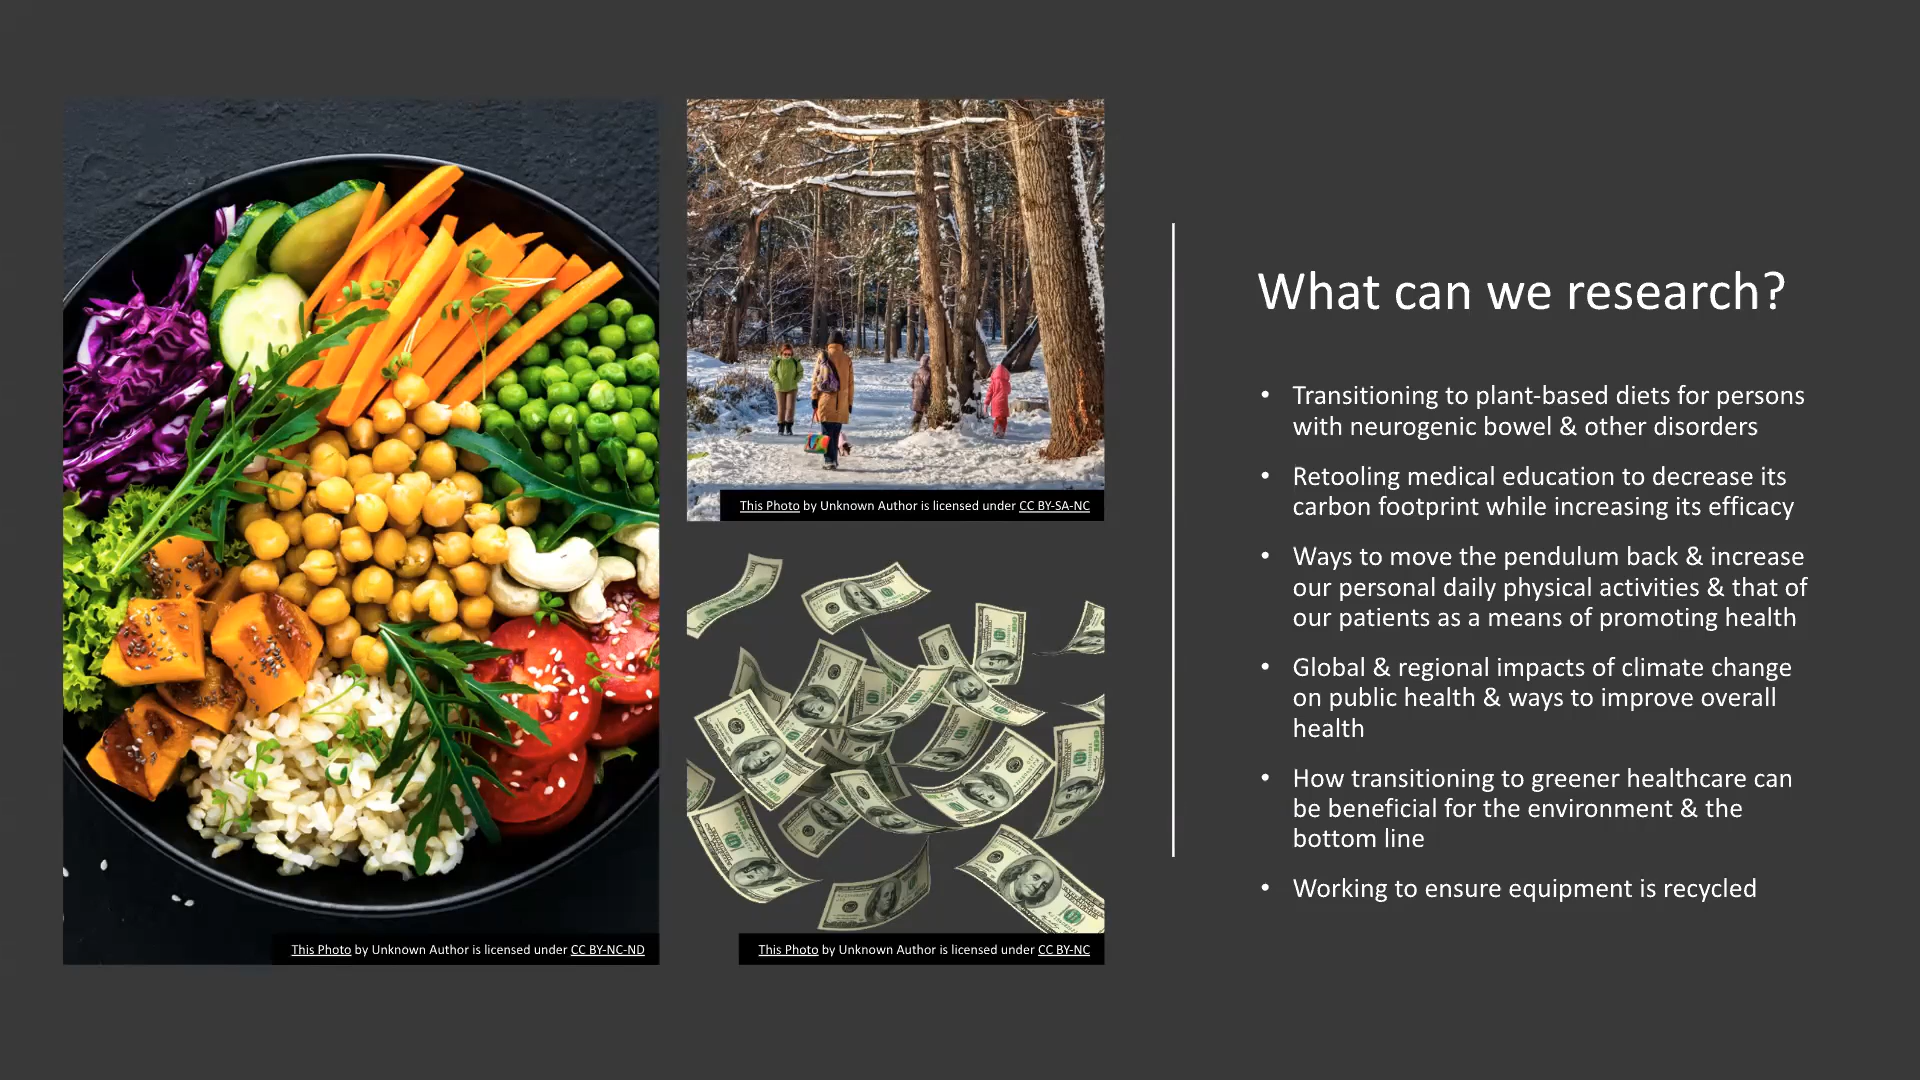 What can we research?
• Transitioning to plant-based diets for persons
with neurogenic bowel & other disorders
• Retooling medical education to decrease its
carbon footprint while increasing its efficacy
• Ways to move the pendulum back & increase
our personal daily physical activities & that of
our patients as a means of promoting health
• Global & regional impacts of climate change
on public health & ways to improve overall
health
• How transitioning to greener healthcare can
be beneficial for the environment & the
bottom line
• Working to ensure equipment is recycled
This Photo by Unknown Author is licensed under CC BY-SA-NC
This Photo by Unknown Author is licensed under CC BY-NC-ND
This Photo by Unknown Author is licensed under CC BY-NC